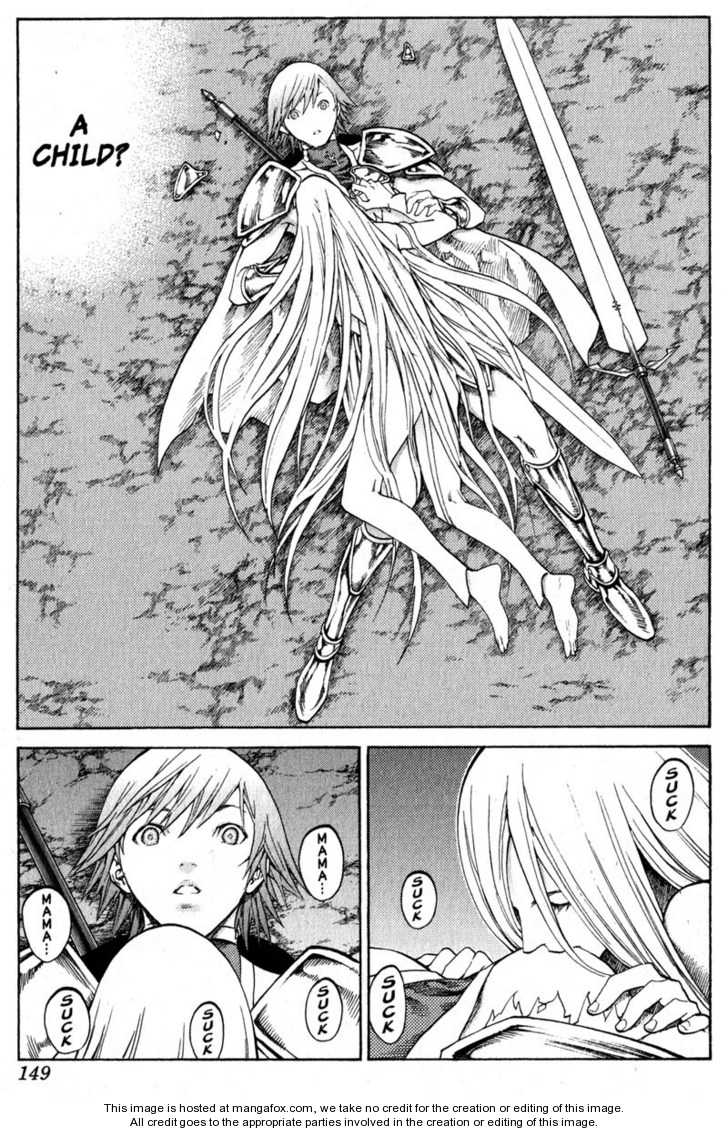 A
CHILD?
MAMA...
MAMA...
SUCK
SUCK
SUCK
SUCK
SUCK
SUCK
149
This image is hosted at mangafox.com, we take no credit for the creation or editing of this image.
All credit goes to the appropriate parties involved in the creation or editing of this image.